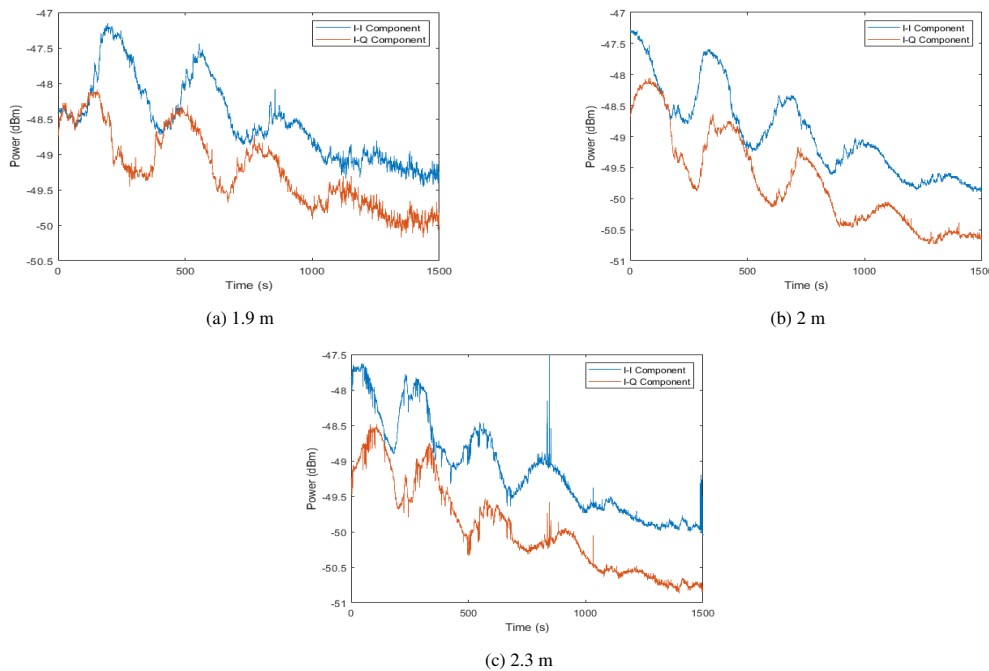 -47
-47.5
-48
-48.5
-49
-49.5
-50
-50.5
Power (dBm)
I-I Component
I-Q Component
0 500 1000 1500
Time (s)
(a) 1.9 m
-47
-47.5
-48
-48.5
-49
-49.5
-50
-50.5
-51
Power (dBm)
I-I Component
I-Q Component
0 500 1000 1500
Time (s)
(b) 2 m
-47.5
-48
-48.5
-49
-49.5
-50
-50.5
-51
Power (dBm)
I-I Component
I-Q Component
0 500 1000 1500
Time (s)
(c) 2.3 m